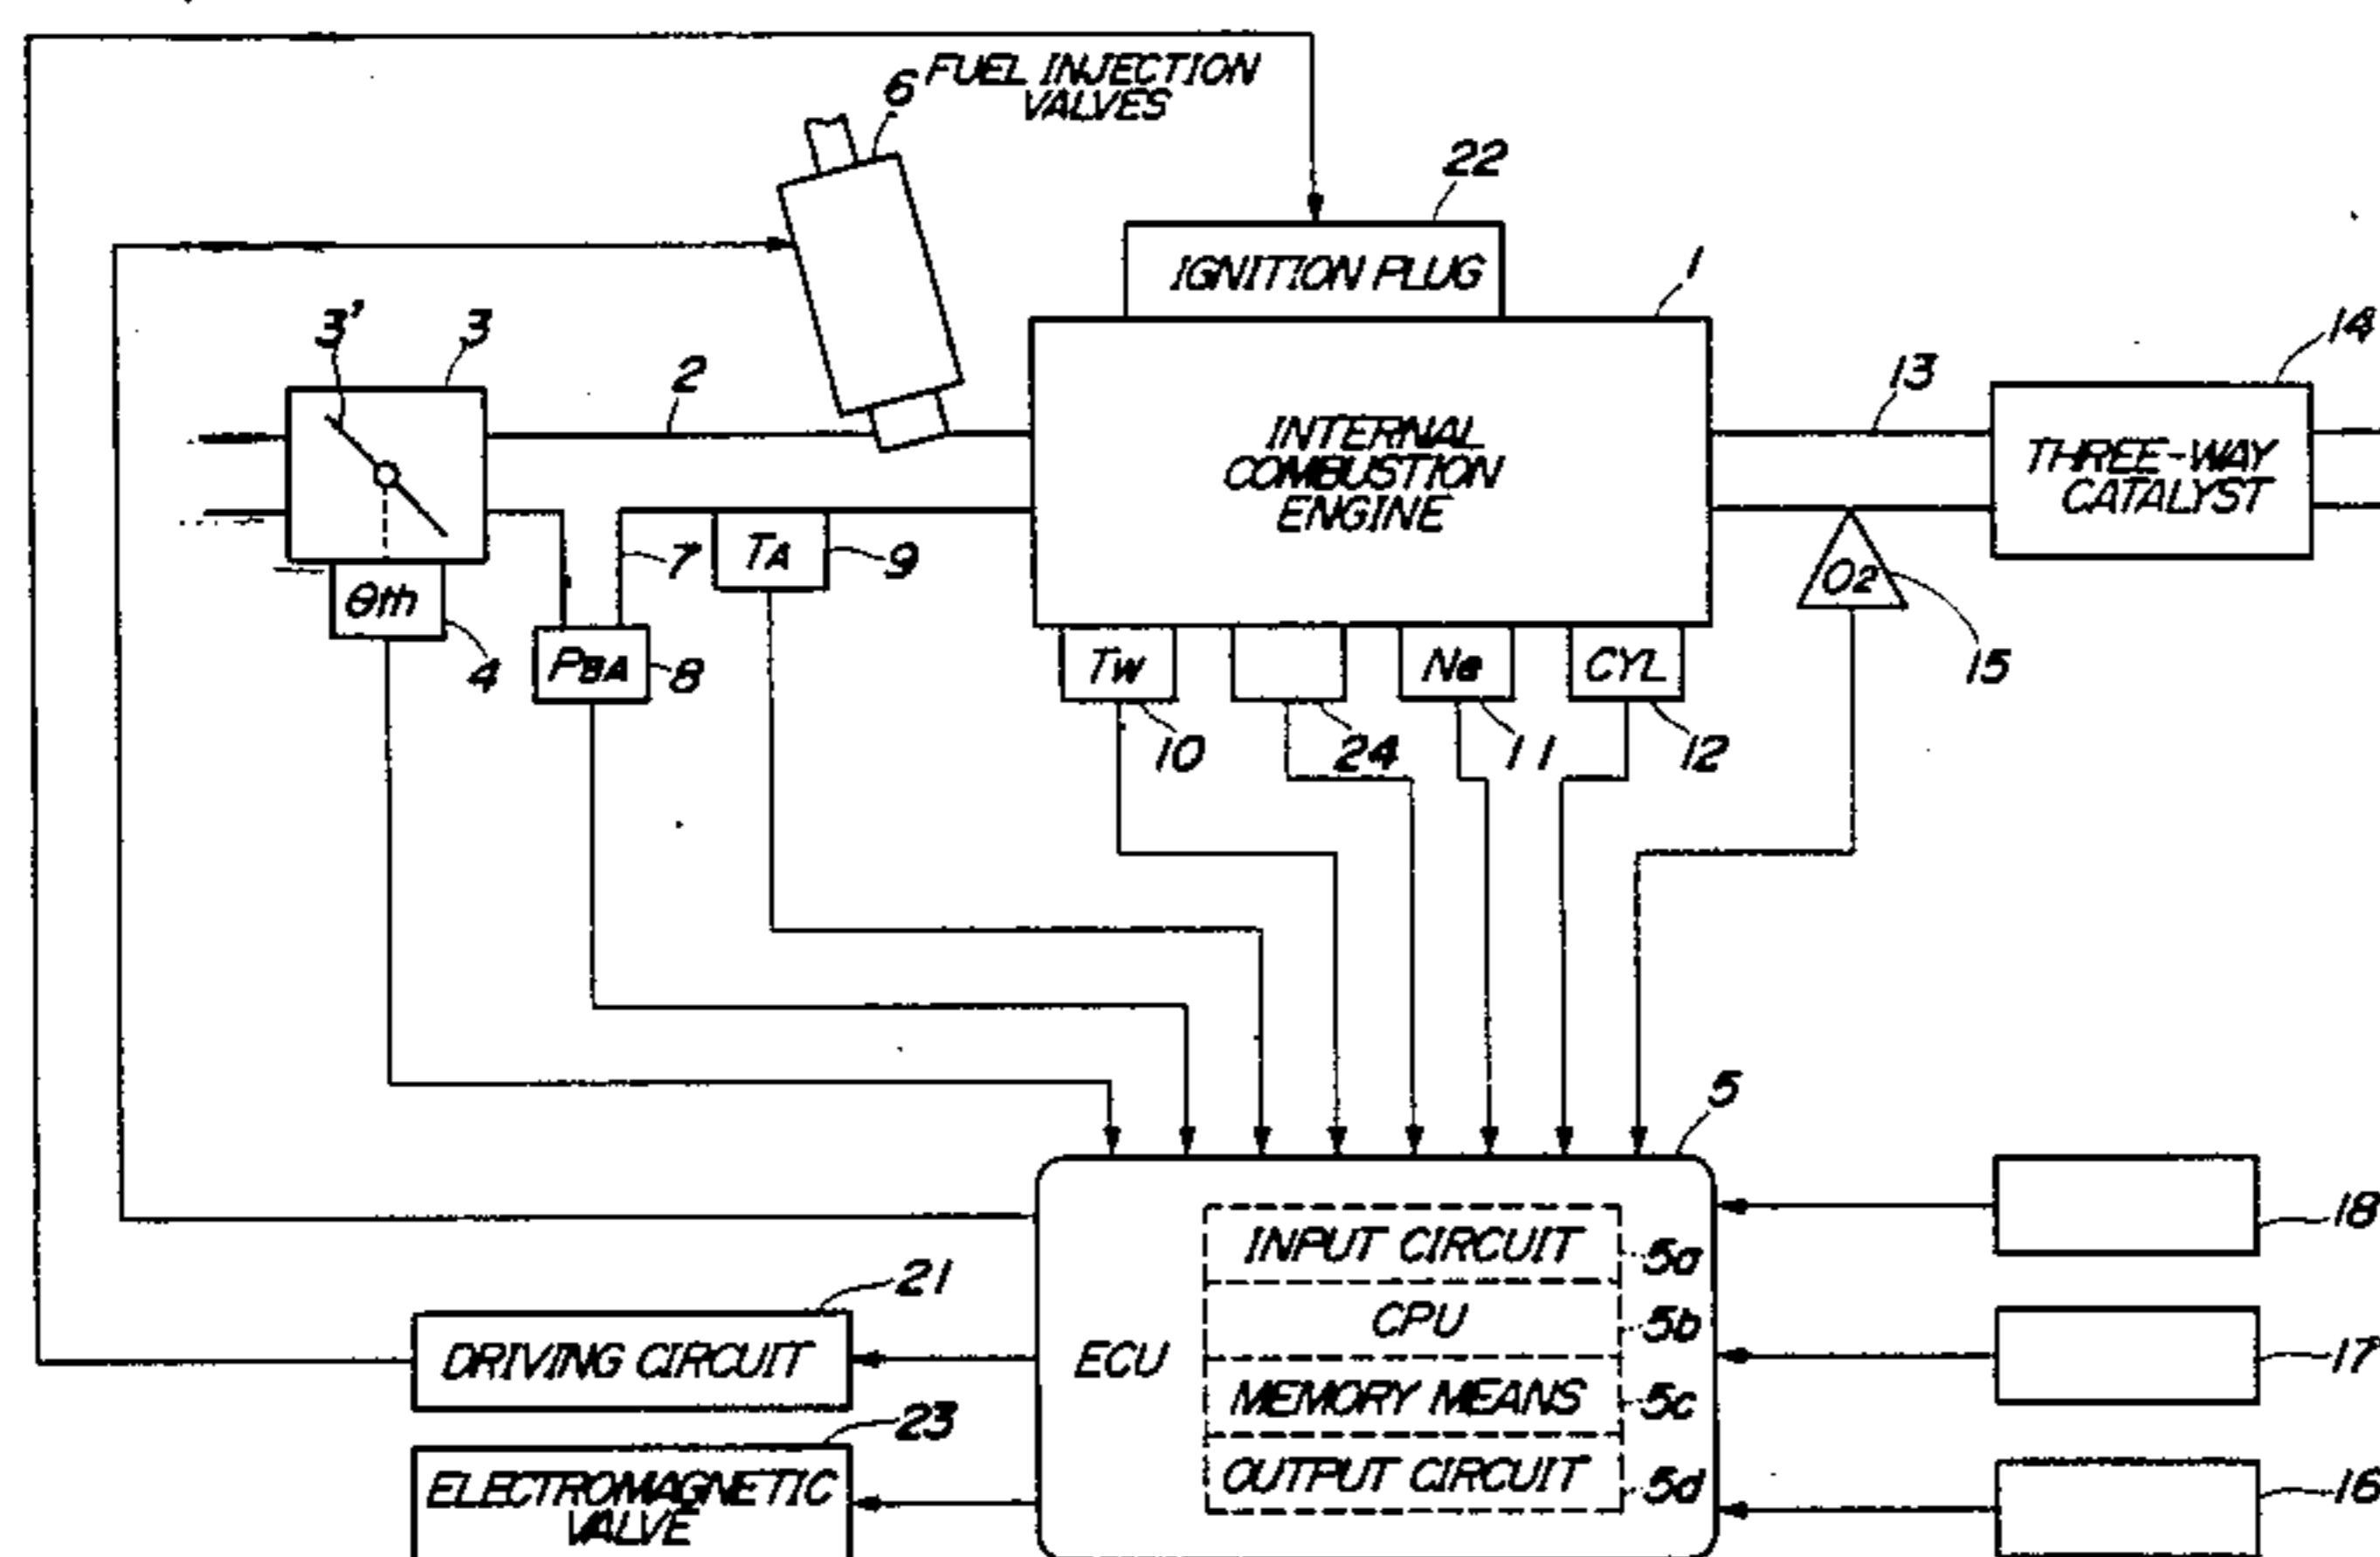 6 FUEL INJECTION
VALVES
22
IGNITION PLUG
1
3'
3
2
13
14
INTERNAL
COMBUSTION
ENGINE
THREE-WAY
CATALYST
θth
4
PBA
8
7
TA
9
TW
10
24
Ne
11
CYL
12
O2
15
5
ECU
INPUT CIRCUIT
5a
CPU
5b
MEMORY MEANS
5c
OUTPUT CIRCUIT
5d
18
17
16
21
DRIVING CIRCUIT
23
ELECTROMAGNETIC
VALVE